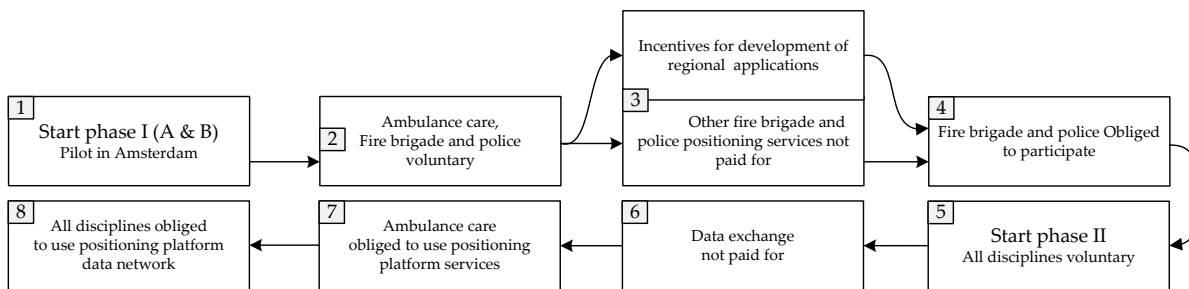 1
Start phase I (A & B)
Pilot in Amsterdam
2
Ambulance care,
Fire brigade and police
voluntary
Incentives for development of
regional applications
3
Other fire brigade and
police positioning services not
paid for
4
Fire brigade and police Obliged
to participate
5
Start phase II
All disciplines voluntary
6
Data exchange
not paid for
7
Ambulance care
obliged to use positioning
platform services
8
All disciplines obliged
to use positioning platform
data network